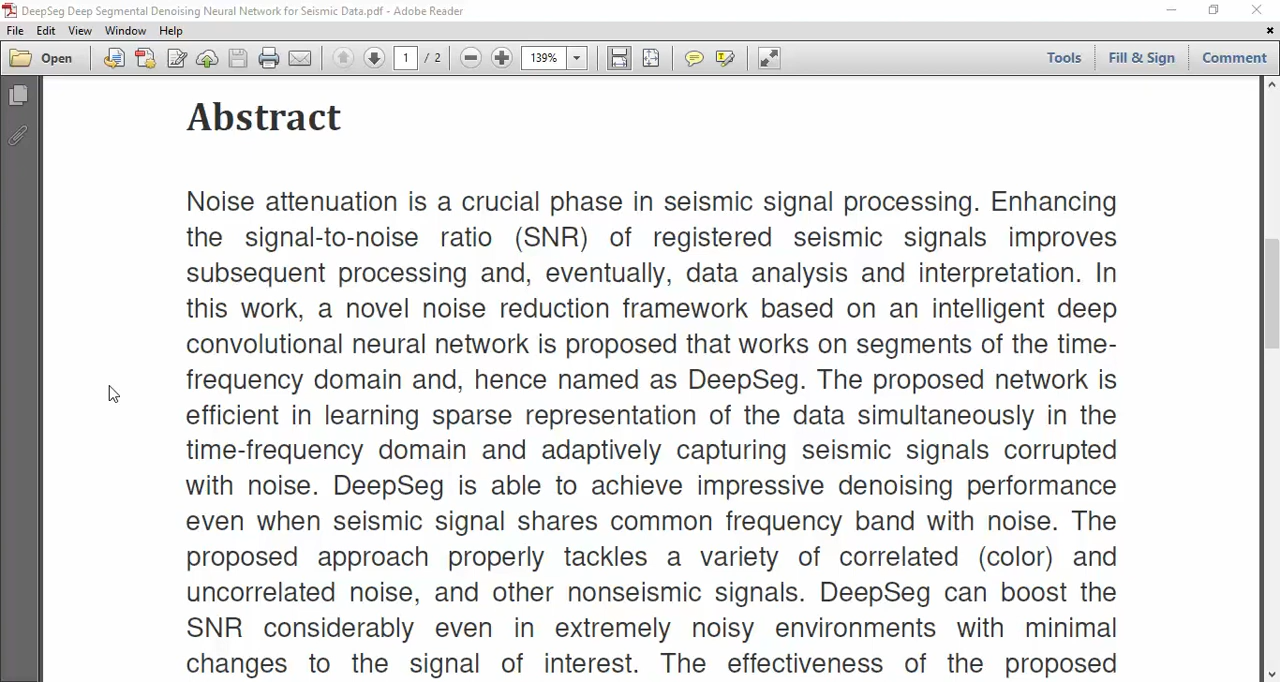 DeepSeg Deep Segmental Denoising Neural Network for Seismic Data.pdf - Adobe Reader
File Edit View Window Help
Open 1 / 2 139% Tools Fill & Sign Comment
Abstract
Noise attenuation is a crucial phase in seismic signal processing. Enhancing
the signal-to-noise ratio (SNR) of registered seismic signals improves
subsequent processing and, eventually, data analysis and interpretation. In
this work, a novel noise reduction framework based on an intelligent deep
convolutional neural network is proposed that works on segments of the time-
frequency domain and, hence named as DeepSeg. The proposed network is
efficient in learning sparse representation of the data simultaneously in the
time-frequency domain and adaptively capturing seismic signals corrupted
with noise. DeepSeg is able to achieve impressive denoising performance
even when seismic signal shares common frequency band with noise. The
proposed approach properly tackles a variety of correlated (color) and
uncorrelated noise, and other nonseismic signals. DeepSeg can boost the
SNR considerably even in extremely noisy environments with minimal
changes to the signal of interest. The effectiveness of the proposed